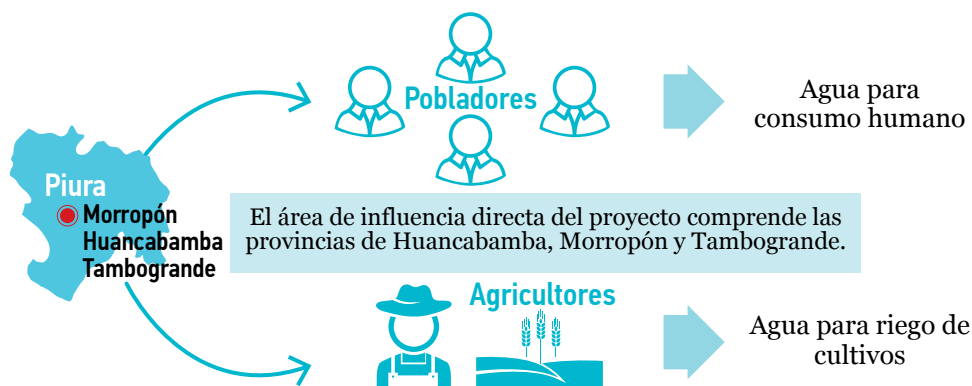 Pobladores
Agua para
consumo humano
Piura
Morropón
Huancabamba
Tambogrande
El área de influencia directa del proyecto comprende las
provincias de Huancabamba, Morropón y Tambogrande.
Agricultores
Agua para riego de
cultivos